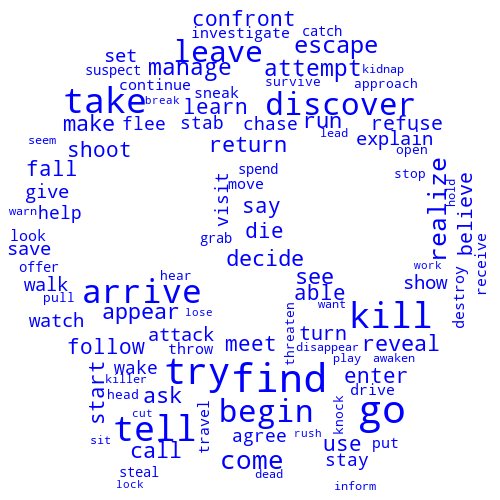 confront
investigate catch
set leave escape
suspect manage attempt kidnap
continue sneak survive approach
take break learn discover
make flee stab chase run lead refuse
seem shoot return explain open
fall spend stop
give visit move realize hold believe
warn help say
look grab die
save decide
offer hear see work receive
walk arrive able show destroy
pull lose want kill
watch appear
follow attack meet threaten turn reveal
throw disappear
wake try find play awaken
killer enter
start head ask drive
cut begin knock go
tell travel agree rush use put
sit call come stay
steal dead
lock inform